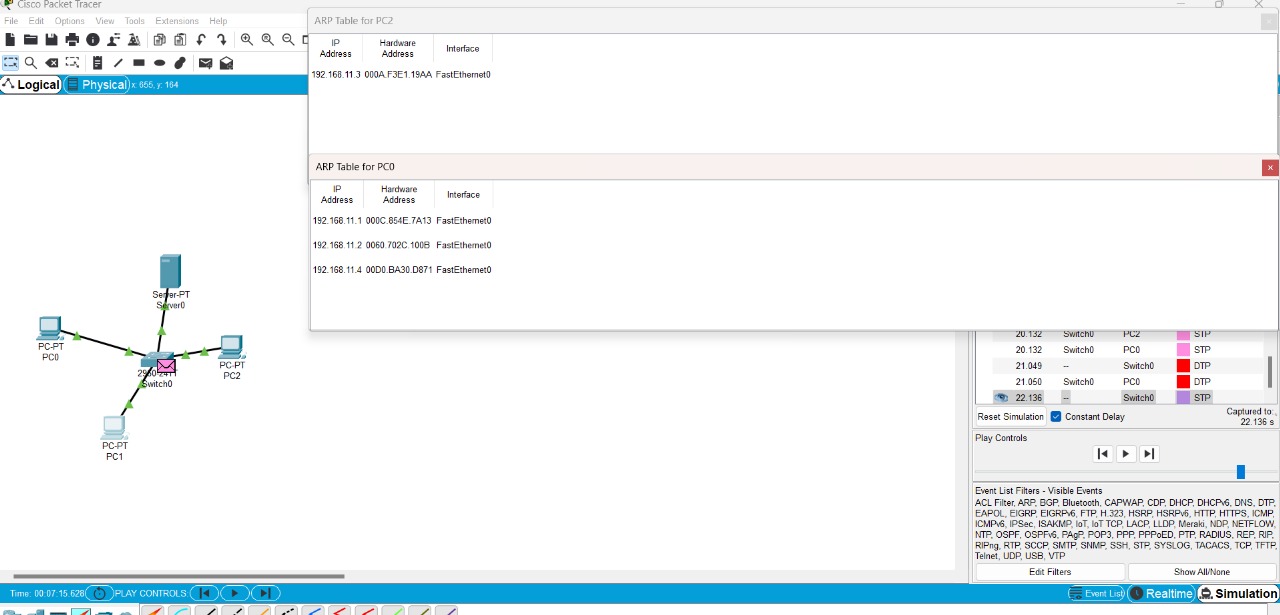 Cisco Packet Tracer
File Edit Options View Tools Extensions Help
Logical Physical x: 655, y: 164
ARP Table for PC2
IP Address Hardware Address Interface
192.168.11.3 000A.F3E1.19AA FastEthernet0
ARP Table for PC0
IP Address Hardware Address Interface
192.168.11.1 000C.854E.7A13 FastEthernet0
192.168.11.2 0060.702C.100B FastEthernet0
192.168.11.4 00D0.BA30.D871 FastEthernet0
Server-PT
Server0
PC-PT
PC0
PC-PT
PC2
Switch0
PC-PT
PC1
20.132 Switch0 PC2 STP
20.132 Switch0 PC0 STP
21.049 -- Switch0 DTP
21.050 Switch0 PC0 DTP
22.136 -- Switch0 STP
Reset Simulation Constant Delay Captured to:
22.136 s
Play Controls
Event List Filters - Visible Events
ACL Filter, ARP, BGP, Bluetooth, CAPWAP, CDP, DHCP, DHCPv6, DNS, DTP,
EAPOL, EIGRP, EIGRPv6, FTP, H.323, HSRP, HSRPv6, HTTP, HTTPS, ICMP,
ICMPv6, IPSec, ISAKMP, IoT, IoT TCP, LACP, LLDP, Meraki, NDP, NETFLOW,
NTP, OSPF, OSPFv6, PAgP, POP3, PPP, PPPoED, PTP, RADIUS, REP, RIP,
RIPng, RTP, SCCP, SMTP, SNMP, SSH, STP, SYSLOG, TACACS, TCP, TFTP,
Telnet, UDP, USB, VTP
Edit Filters Show All/None
Time: 00:07:15.628 PLAY CONTROLS: Event List Realtime Simulation